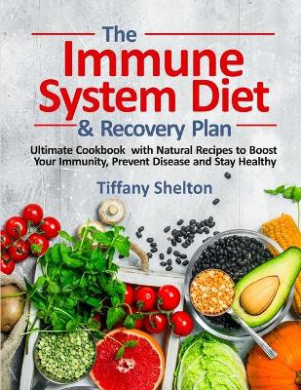 The
Immune
System Diet
& Recovery Plan
Ultimate Cookbook with Natural Recipes to Boost
Your Immunity, Prevent Disease and Stay Healthy
Tiffany Shelton